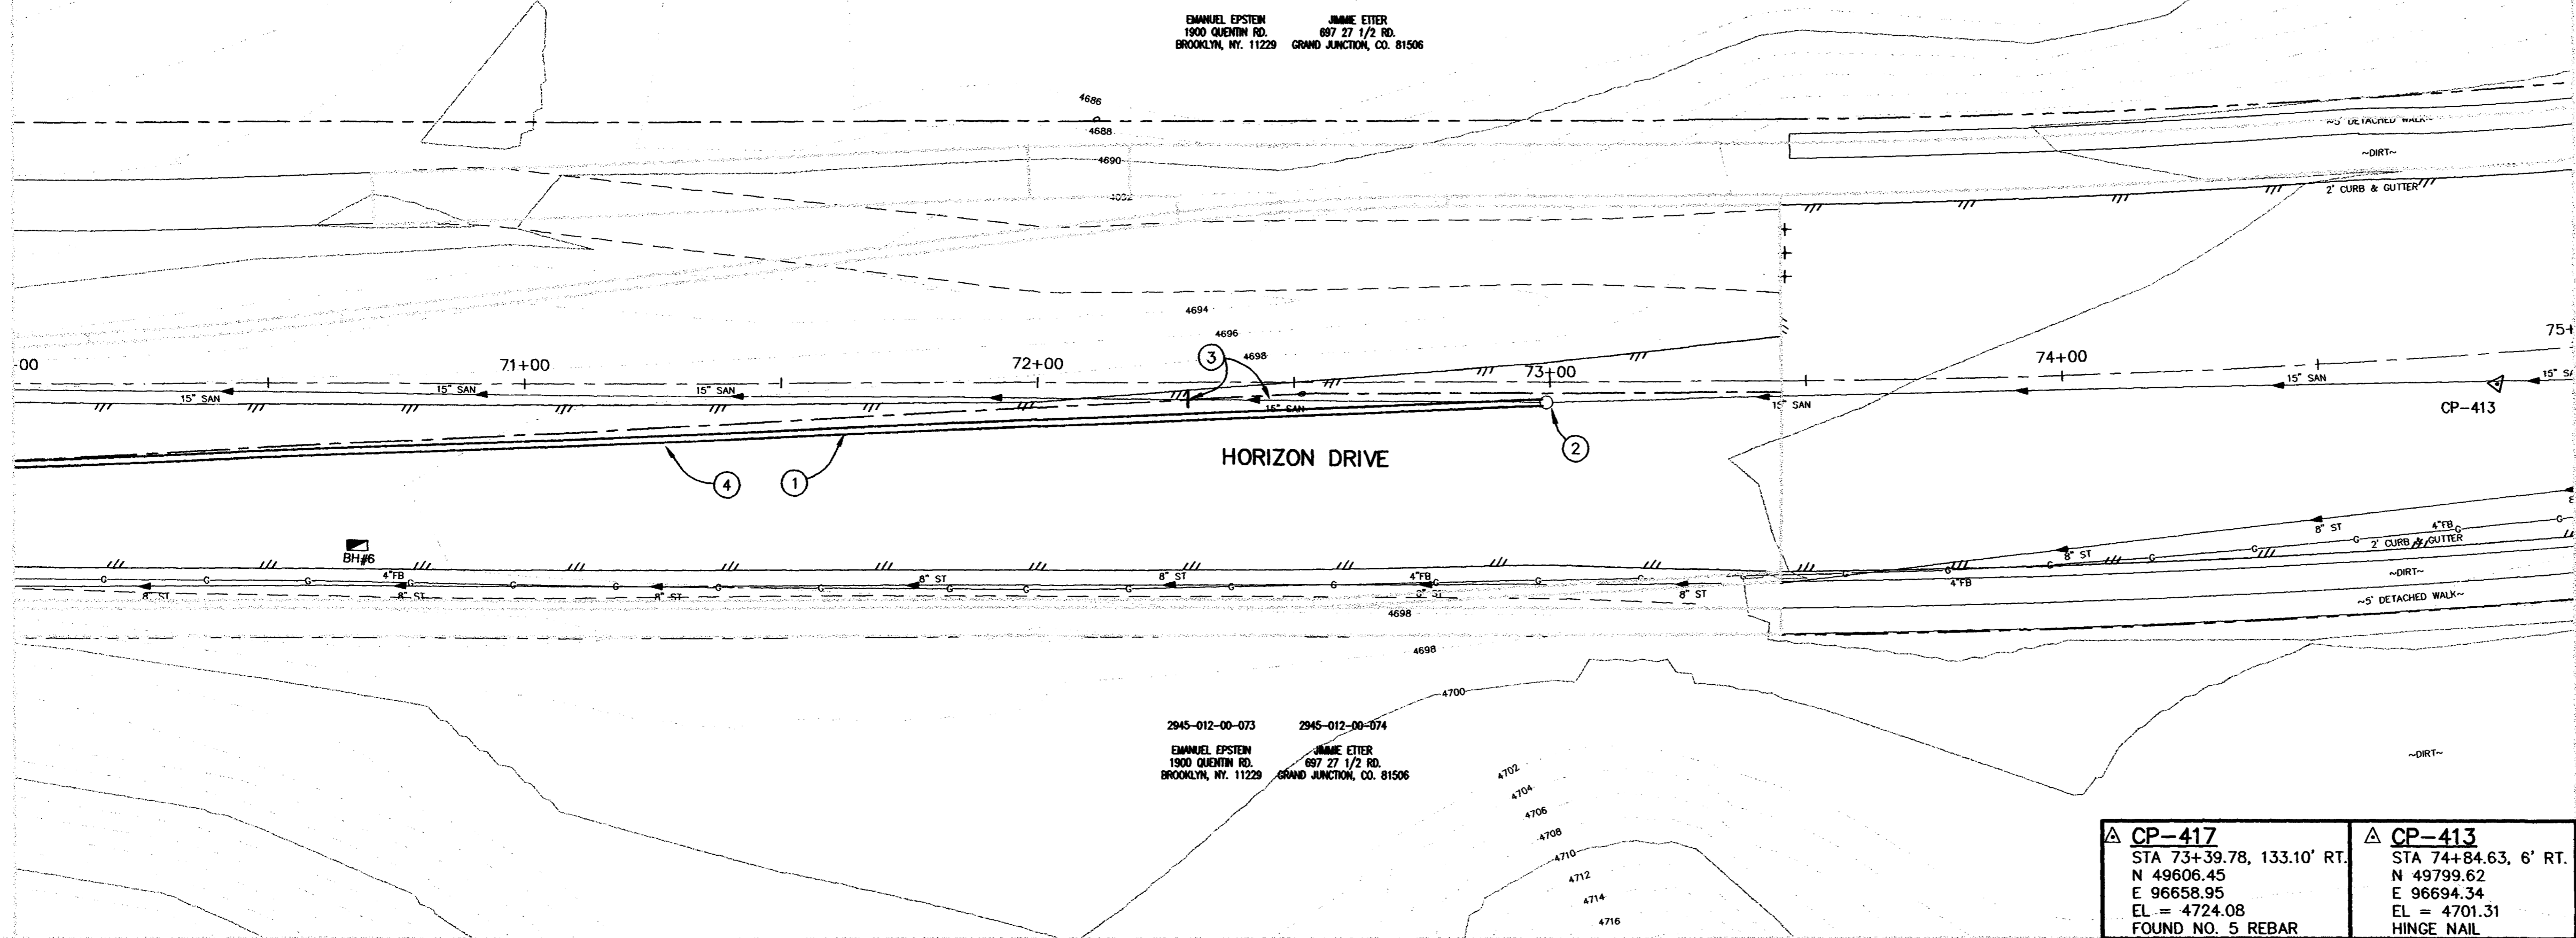 EMANUEL EPSTEIN
1900 QUENTIN RD.
BROOKLYN, NY. 11229
JIMMIE ETTER
697 27 1/2 RD.
GRAND JUNCTION, CO. 81506
4686
4688
4690
~5' DETACHED WALK~
~DIRT~
2' CURB & GUTTER
4694
4696
4698
-00
71+00
72+00
73+00
74+00
75+
3
15" SAN
15" SAN
15" SAN
15" SAN
15" SAN
15" SAN
15" SAN
CP-413
HORIZON DRIVE
2
4
1
BH#6
8" ST
4"FB
G
2' CURB & GUTTER
8" ST
4"FB
8" ST
8" ST
4"FB
4"FB
8" ST
8" ST
8" ST
8" ST
~DIRT~
~5' DETACHED WALK~
4698
4698
4700
2945-012-00-073
2945-012-00-074
EMANUEL EPSTEIN
1900 QUENTIN RD.
BROOKLYN, NY. 11229
JIMMIE ETTER
697 27 1/2 RD.
GRAND JUNCTION, CO. 81506
~DIRT~
4702
4704
4706
4708
4710
4712
4714
4716
CP-417
STA 73+39.78, 133.10' RT.
N 49606.45
E 96658.95
EL = 4724.08
FOUND NO. 5 REBAR
CP-413
STA 74+84.63, 6' RT.
N 49799.62
E 96694.34
EL = 4701.31
HINGE NAIL